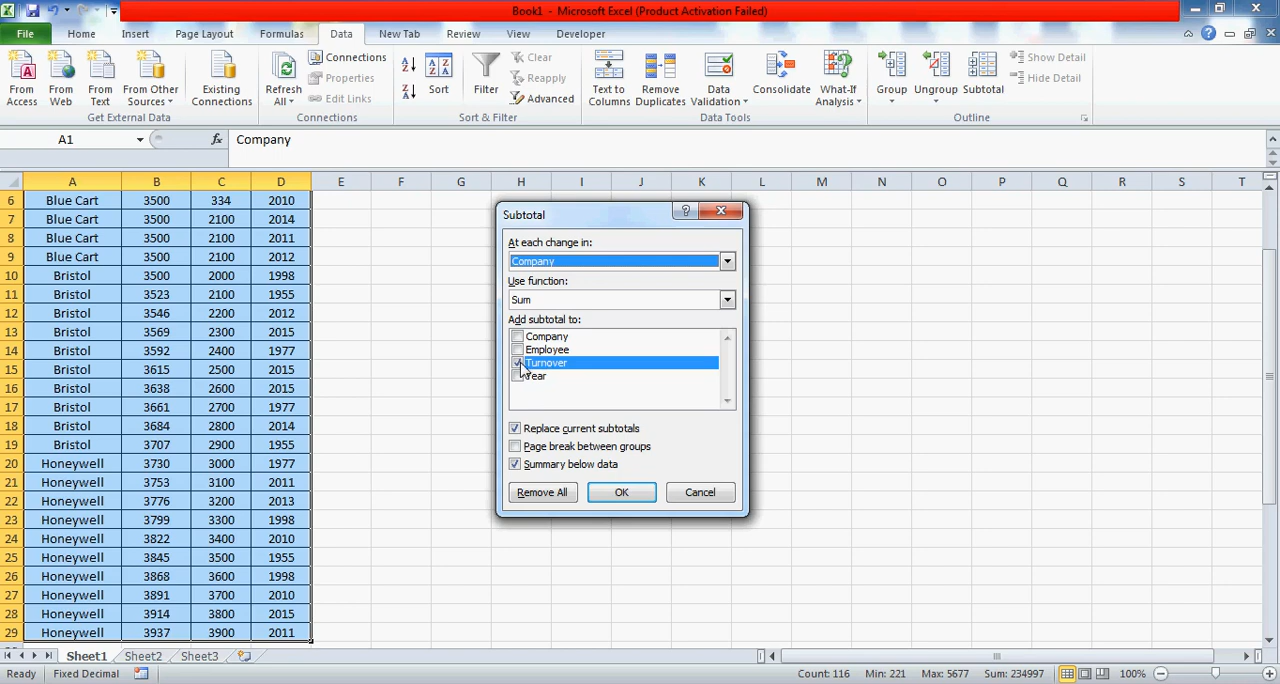 Book1 - Microsoft Excel (Product Activation Failed)
File Home Insert Page Layout Formulas Data New Tab Review View Developer
From Access
From Web
From Text
From Other Sources
Existing Connections
Get External Data
Refresh All
Connections
Properties
Edit Links
Connections
Sort
Filter
Clear
Reapply
Advanced
Sort & Filter
Text to Columns
Remove Duplicates
Data Validation
Consolidate
What-If Analysis
Data Tools
Group
Ungroup
Subtotal
Show Detail
Hide Detail
Outline
A1 fx Company
A B C D E F G H I J K L M N O P Q R S T
6 Blue Cart 3500 334 2010
7 Blue Cart 3500 2100 2014
8 Blue Cart 3500 2100 2011
9 Blue Cart 3500 2100 2012
10 Bristol 3500 2000 1998
11 Bristol 3523 2100 1955
12 Bristol 3546 2200 2012
13 Bristol 3569 2300 2015
14 Bristol 3592 2400 1977
15 Bristol 3615 2500 2015
16 Bristol 3638 2600 2015
17 Bristol 3661 2700 1977
18 Bristol 3684 2800 2014
19 Bristol 3707 2900 1955
20 Honeywell 3730 3000 1977
21 Honeywell 3753 3100 2011
22 Honeywell 3776 3200 2013
23 Honeywell 3799 3300 1998
24 Honeywell 3822 3400 2010
25 Honeywell 3845 3500 1955
26 Honeywell 3868 3600 1998
27 Honeywell 3891 3700 2010
28 Honeywell 3914 3800 2015
29 Honeywell 3937 3900 2011
Subtotal
At each change in:
Company
Use function:
Sum
Add subtotal to:
Company
Employee
Turnover
Year
Replace current subtotals
Page break between groups
Summary below data
Remove All OK Cancel
Sheet1 Sheet2 Sheet3
Ready Fixed Decimal Count: 116 Min: 221 Max: 5677 Sum: 234997 100%